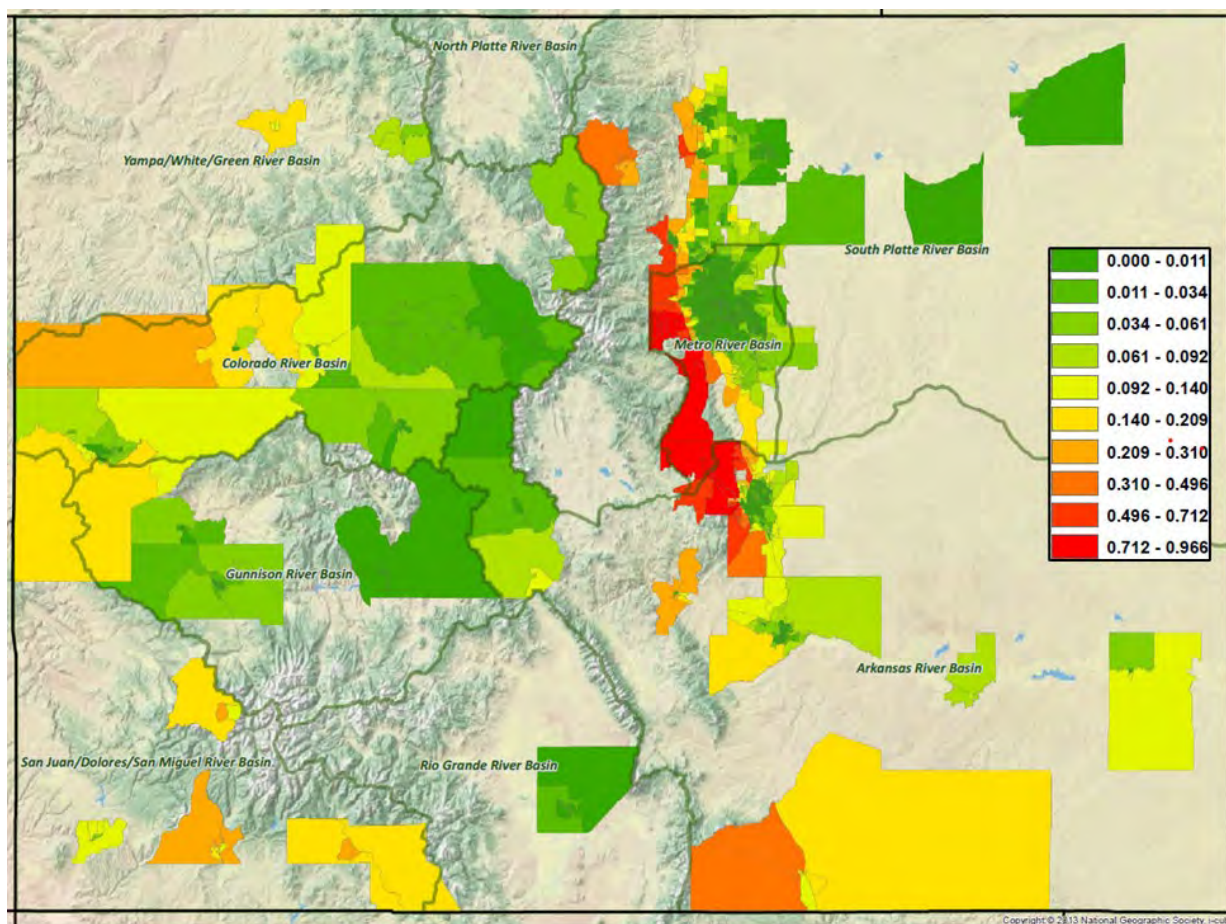 North Platte River Basin
Yampa/White/Green River Basin
South Platte River Basin
Colorado River Basin
Metro River Basin
Gunnison River Basin
Arkansas River Basin
San Juan/Dolores/San Miguel River Basin
Rio Grande River Basin
0.000 - 0.011
0.011 - 0.034
0.034 - 0.061
0.061 - 0.092
0.092 - 0.140
0.140 - 0.209
0.209 - 0.310
0.310 - 0.496
0.496 - 0.712
0.712 - 0.966
Copyright © 2013 National Geographic Society, i-cubed